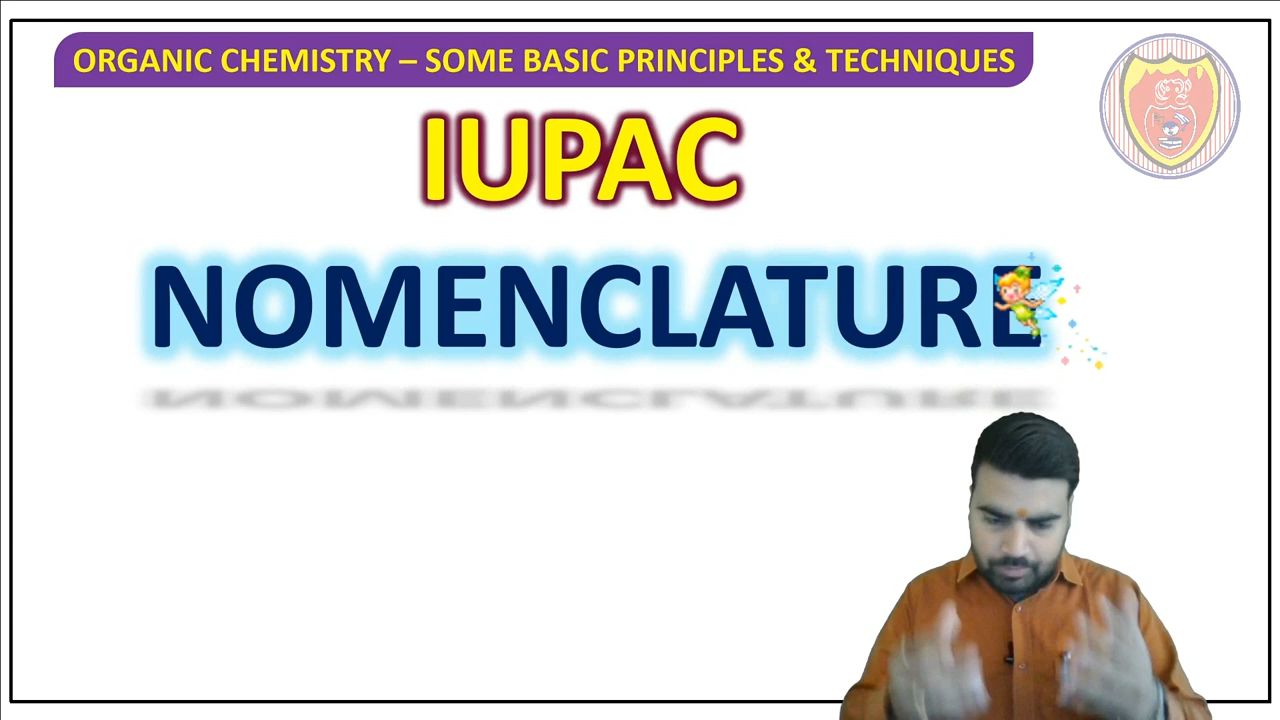 ORGANIC CHEMISTRY – SOME BASIC PRINCIPLES & TECHNIQUES
IUPAC
NOMENCLATURE